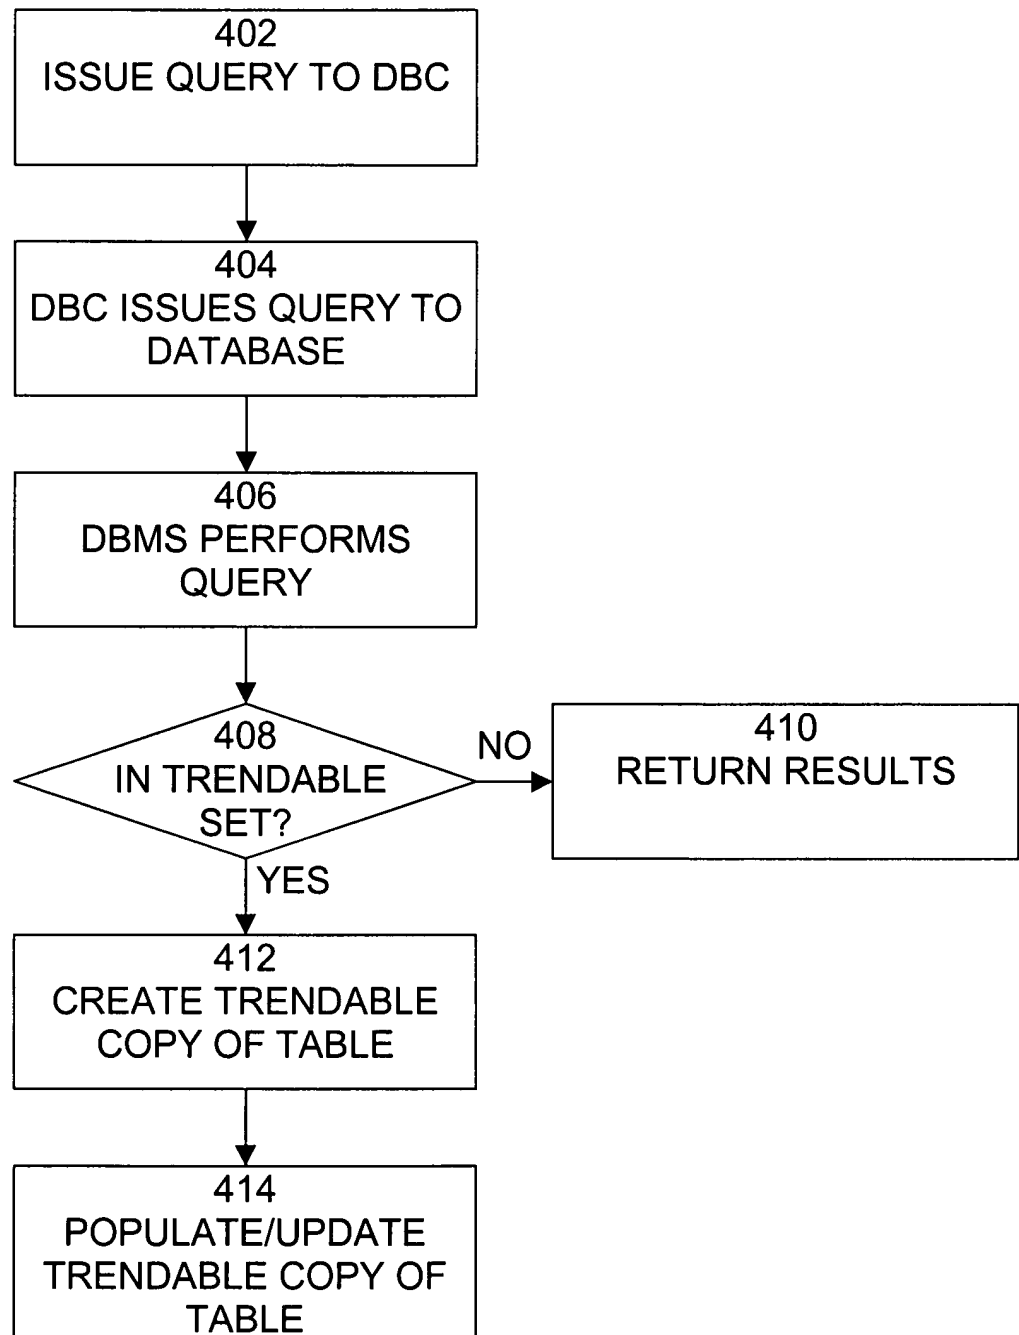 402
ISSUE QUERY TO DBC
404
DBC ISSUES QUERY TO
DATABASE
406
DBMS PERFORMS
QUERY
408
IN TRENDABLE
SET?
NO
410
RETURN RESULTS
YES
412
CREATE TRENDABLE
COPY OF TABLE
414
POPULATE/UPDATE
TRENDABLE COPY OF
TABLE